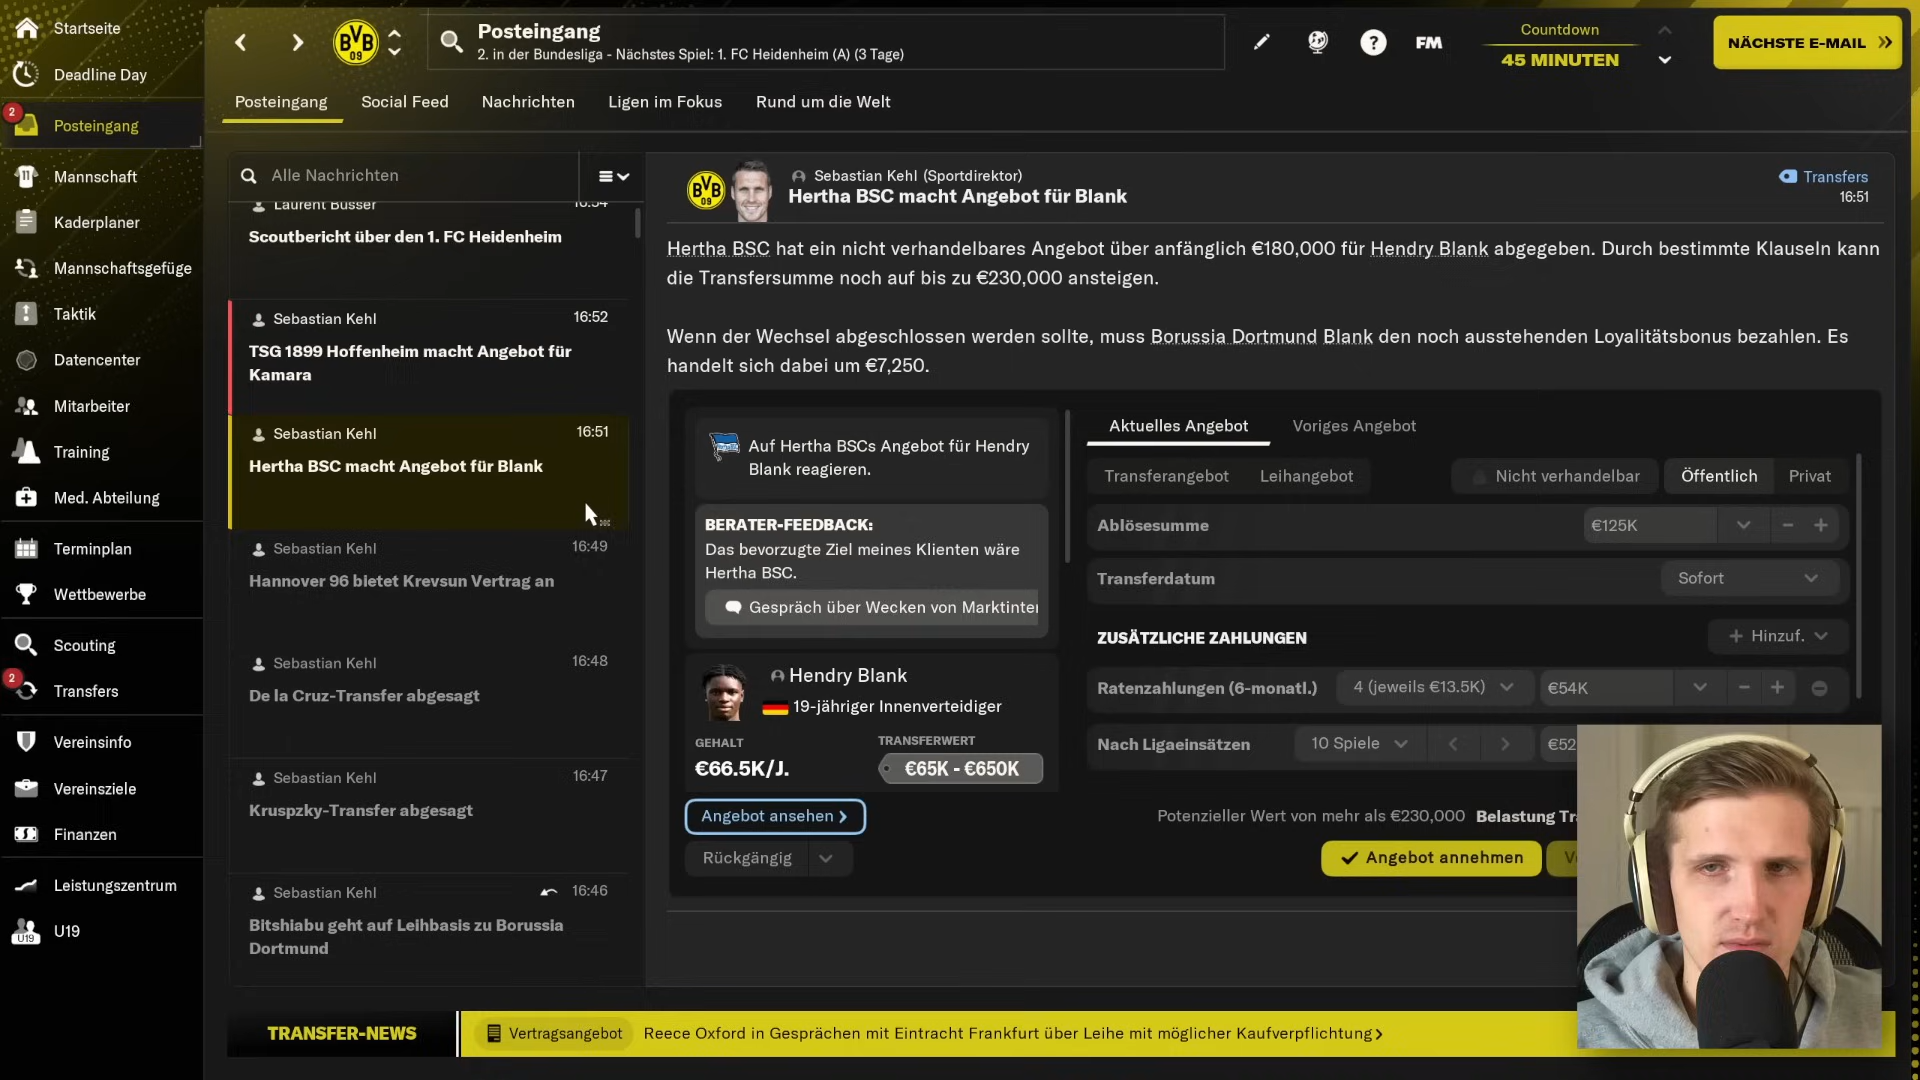 Startseite
Deadline Day
2
Posteingang
Mannschaft
Kaderplaner
Mannschaftsgefüge
Taktik
Datencenter
Mitarbeiter
Training
Med. Abteilung
Terminplan
Wettbewerbe
Scouting
2
Transfers
Vereinsinfo
Vereinsziele
Finanzen
Leistungszentrum
U19
U19
BVB
09
Posteingang
2. in der Bundesliga - Nächstes Spiel: 1. FC Heidenheim (A) (3 Tage)
?
FM
Countdown
45 MINUTEN
NÄCHSTE E-MAIL
Posteingang
Social Feed
Nachrichten
Ligen im Fokus
Rund um die Welt
Alle Nachrichten
Laurent Busser 16:54
Scoutbericht über den 1. FC Heidenheim
Sebastian Kehl 16:52
TSG 1899 Hoffenheim macht Angebot für
Kamara
Sebastian Kehl 16:51
Hertha BSC macht Angebot für Blank
Sebastian Kehl 16:49
Hannover 96 bietet Krevsun Vertrag an
Sebastian Kehl 16:48
De la Cruz-Transfer abgesagt
Sebastian Kehl 16:47
Kruspzky-Transfer abgesagt
Sebastian Kehl 16:46
Bitshiabu geht auf Leihbasis zu Borussia
Dortmund
BVB
09
Sebastian Kehl (Sportdirektor)
Hertha BSC macht Angebot für Blank
Transfers
16:51
Hertha BSC hat ein nicht verhandelbares Angebot über anfänglich €180,000 für Hendry Blank abgegeben. Durch bestimmte Klauseln kann
die Transfersumme noch auf bis zu €230,000 ansteigen.
Wenn der Wechsel abgeschlossen werden sollte, muss Borussia Dortmund Blank den noch ausstehenden Loyalitätsbonus bezahlen. Es
handelt sich dabei um €7,250.
Auf Hertha BSCs Angebot für Hendry
Blank reagieren.
BERATER-FEEDBACK:
Das bevorzugte Ziel meines Klienten wäre
Hertha BSC.
Gespräch über Wecken von Marktinter
Hendry Blank
19-jähriger Innenverteidiger
GEHALT
€66.5K/J.
TRANSFERWERT
€65K - €650K
Angebot ansehen
Rückgängig
Aktuelles Angebot
Voriges Angebot
Transferangebot
Leihangebot
Nicht verhandelbar
Öffentlich
Privat
Ablösesumme €125K
Transferdatum Sofort
ZUSÄTZLICHE ZAHLUNGEN
+ Hinzuf.
Ratenzahlungen (6-monatl.) 4 (jeweils €13.5K) €54K
Nach Ligaeinsätzen 10 Spiele €52
Potenzieller Wert von mehr als €230,000 Belastung Tr
Angebot annehmen
TRANSFER-NEWS
Vertragsangebot
Reece Oxford in Gesprächen mit Eintracht Frankfurt über Leihe mit möglicher Kaufverpflichtung